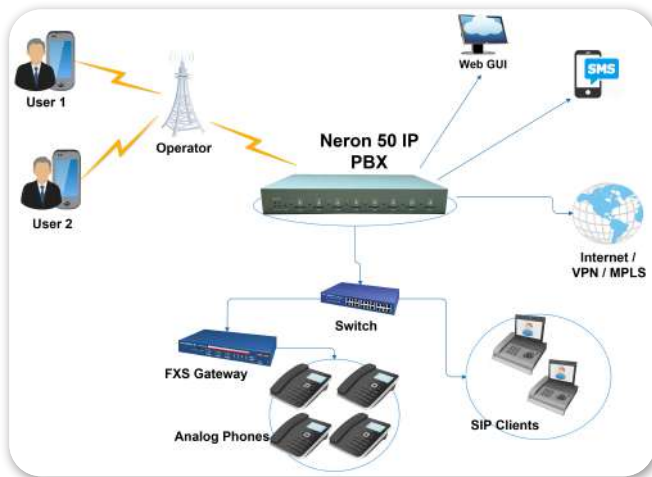 Web GUI
SMS
User 1
Operator
Neron 50 IP
PBX
User 2
Internet /
VPN / MPLS
Switch
FXS Gateway
Analog Phones
SIP Clients